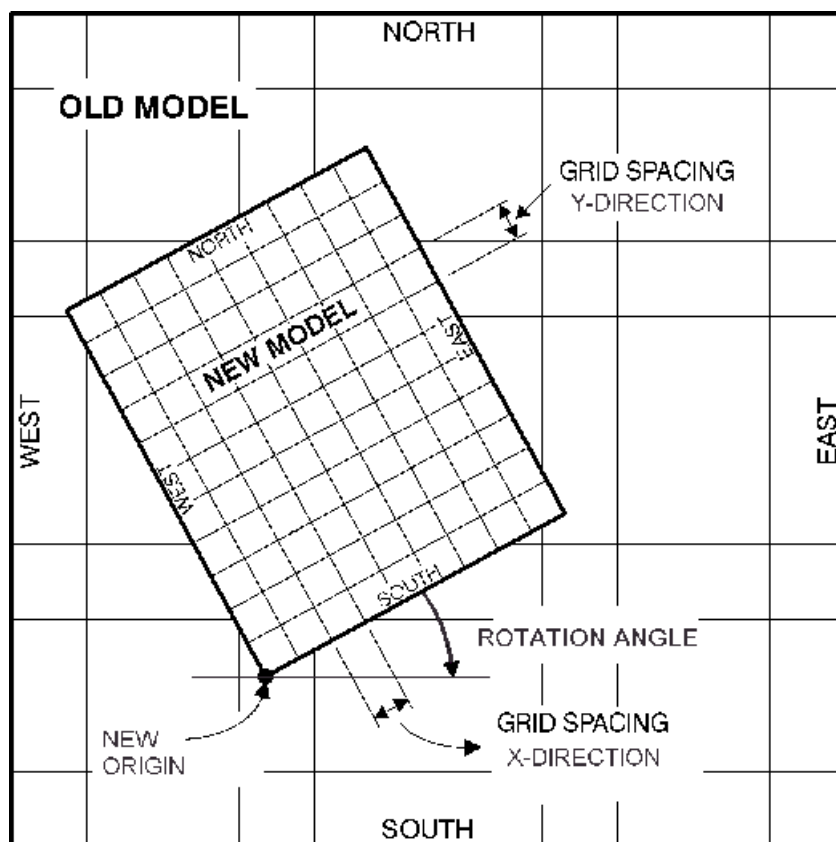 NORTH
OLD MODEL
GRID SPACING
Y-DIRECTION
NORTH
NEW MODEL
EAST
WEST
EAST
WEST
SOUTH
ROTATION ANGLE
NEW
ORIGIN
GRID SPACING
X-DIRECTION
SOUTH